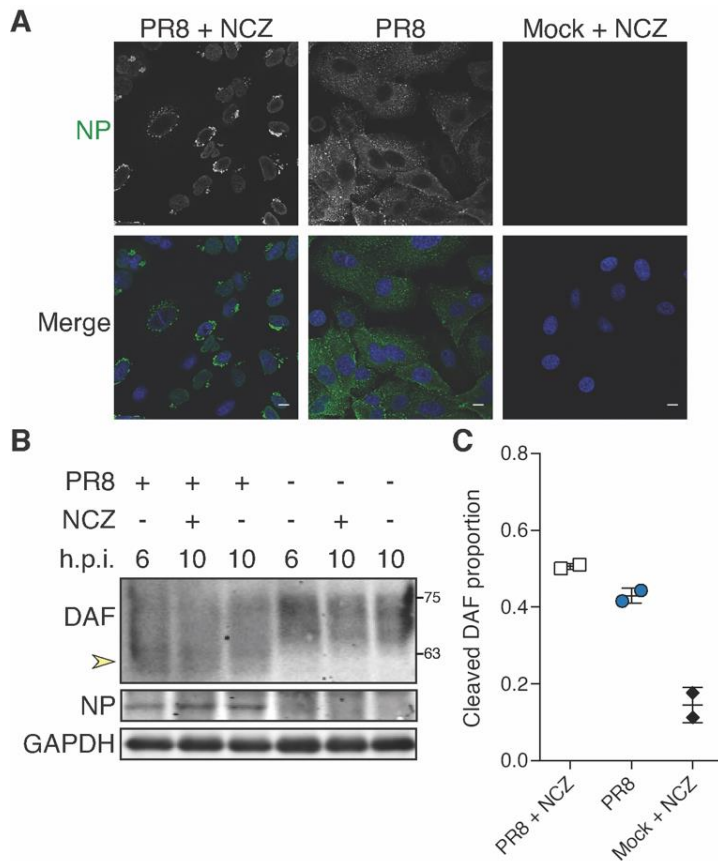 A
PR8 + NCZ PR8 Mock + NCZ
NP
Merge
B
PR8 + + + - - -
NCZ - + - - + -
h.p.i. 6 10 10 6 10 10
DAF
75
63
NP
GAPDH
C
Cleaved DAF proportion
0.8
0.6
0.4
0.2
0.0
PR8 + NCZ
PR8
Mock + NCZ